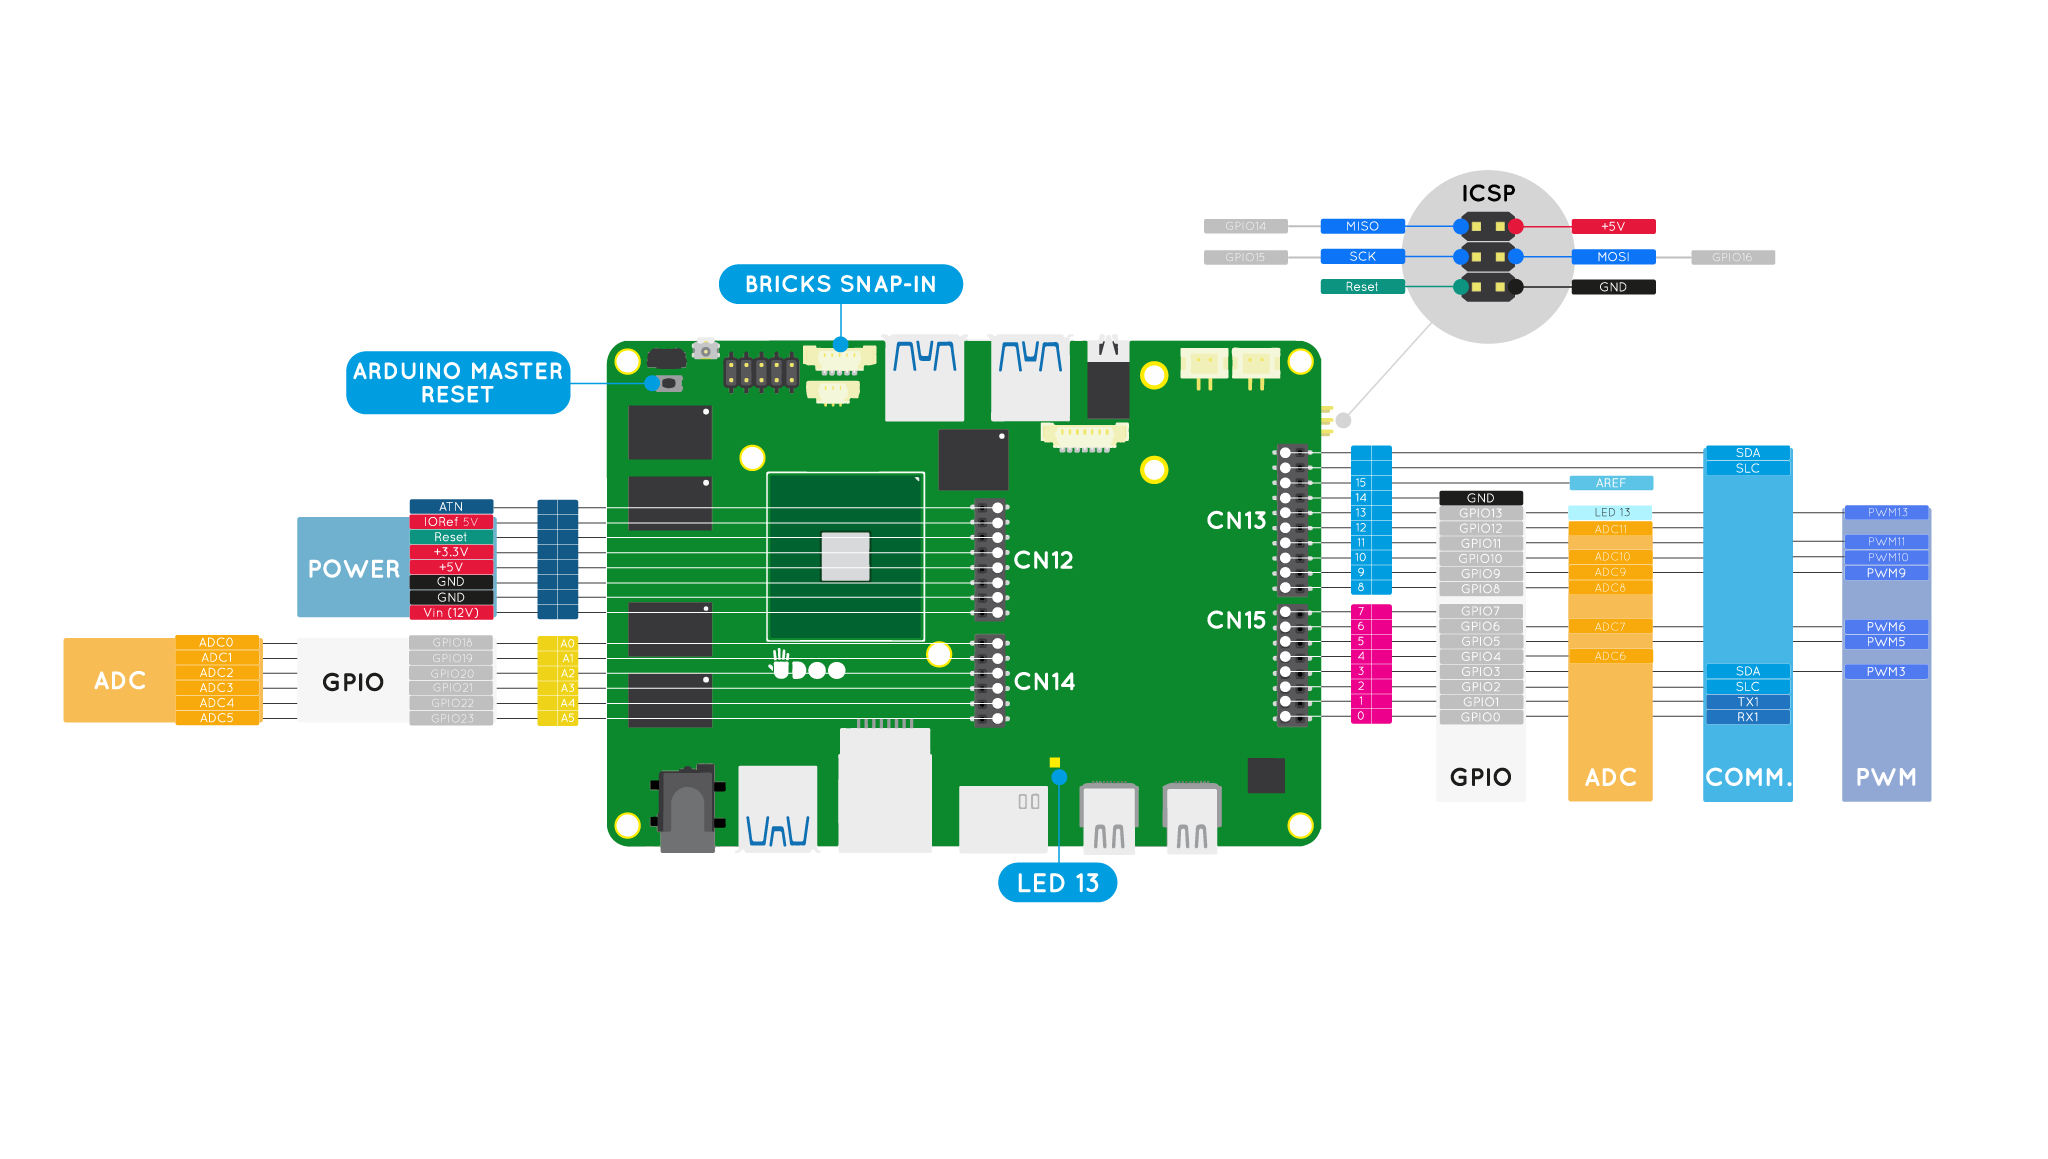 ICSP
GPIO14
MISO
+5V
GPIO15
SCK
MOSI
GPIO16
Reset
GND
BRICKS SNAP-IN
ARDUINO MASTER
RESET
POWER
ATN
IORef 5V
Reset
+3.3V
+5V
GND
GND
Vin (12V)
CN12
ADC
ADC0
ADC1
ADC2
ADC3
ADC4
ADC5
GPIO
GPIO18
GPIO19
GPIO20
GPIO21
GPIO22
GPIO23
A0
A1
A2
A3
A4
A5
CN14
CN13
SDA
SLC
15 AREF
14 GND
13 GPIO13 LED 13 PWM13
12 GPIO12 ADC11
11 GPIO11 PWM11
10 GPIO10 ADC10 PWM10
9 GPIO9 ADC9 PWM9
8 GPIO8 ADC8
CN15
7 GPIO7
6 GPIO6 ADC7 PWM6
5 GPIO5 PWM5
4 GPIO4 ADC6
3 GPIO3 SDA PWM3
2 GPIO2 SLC
1 GPIO1 TX1
0 GPIO0 RX1
GPIO
ADC
COMM.
PWM
LED 13